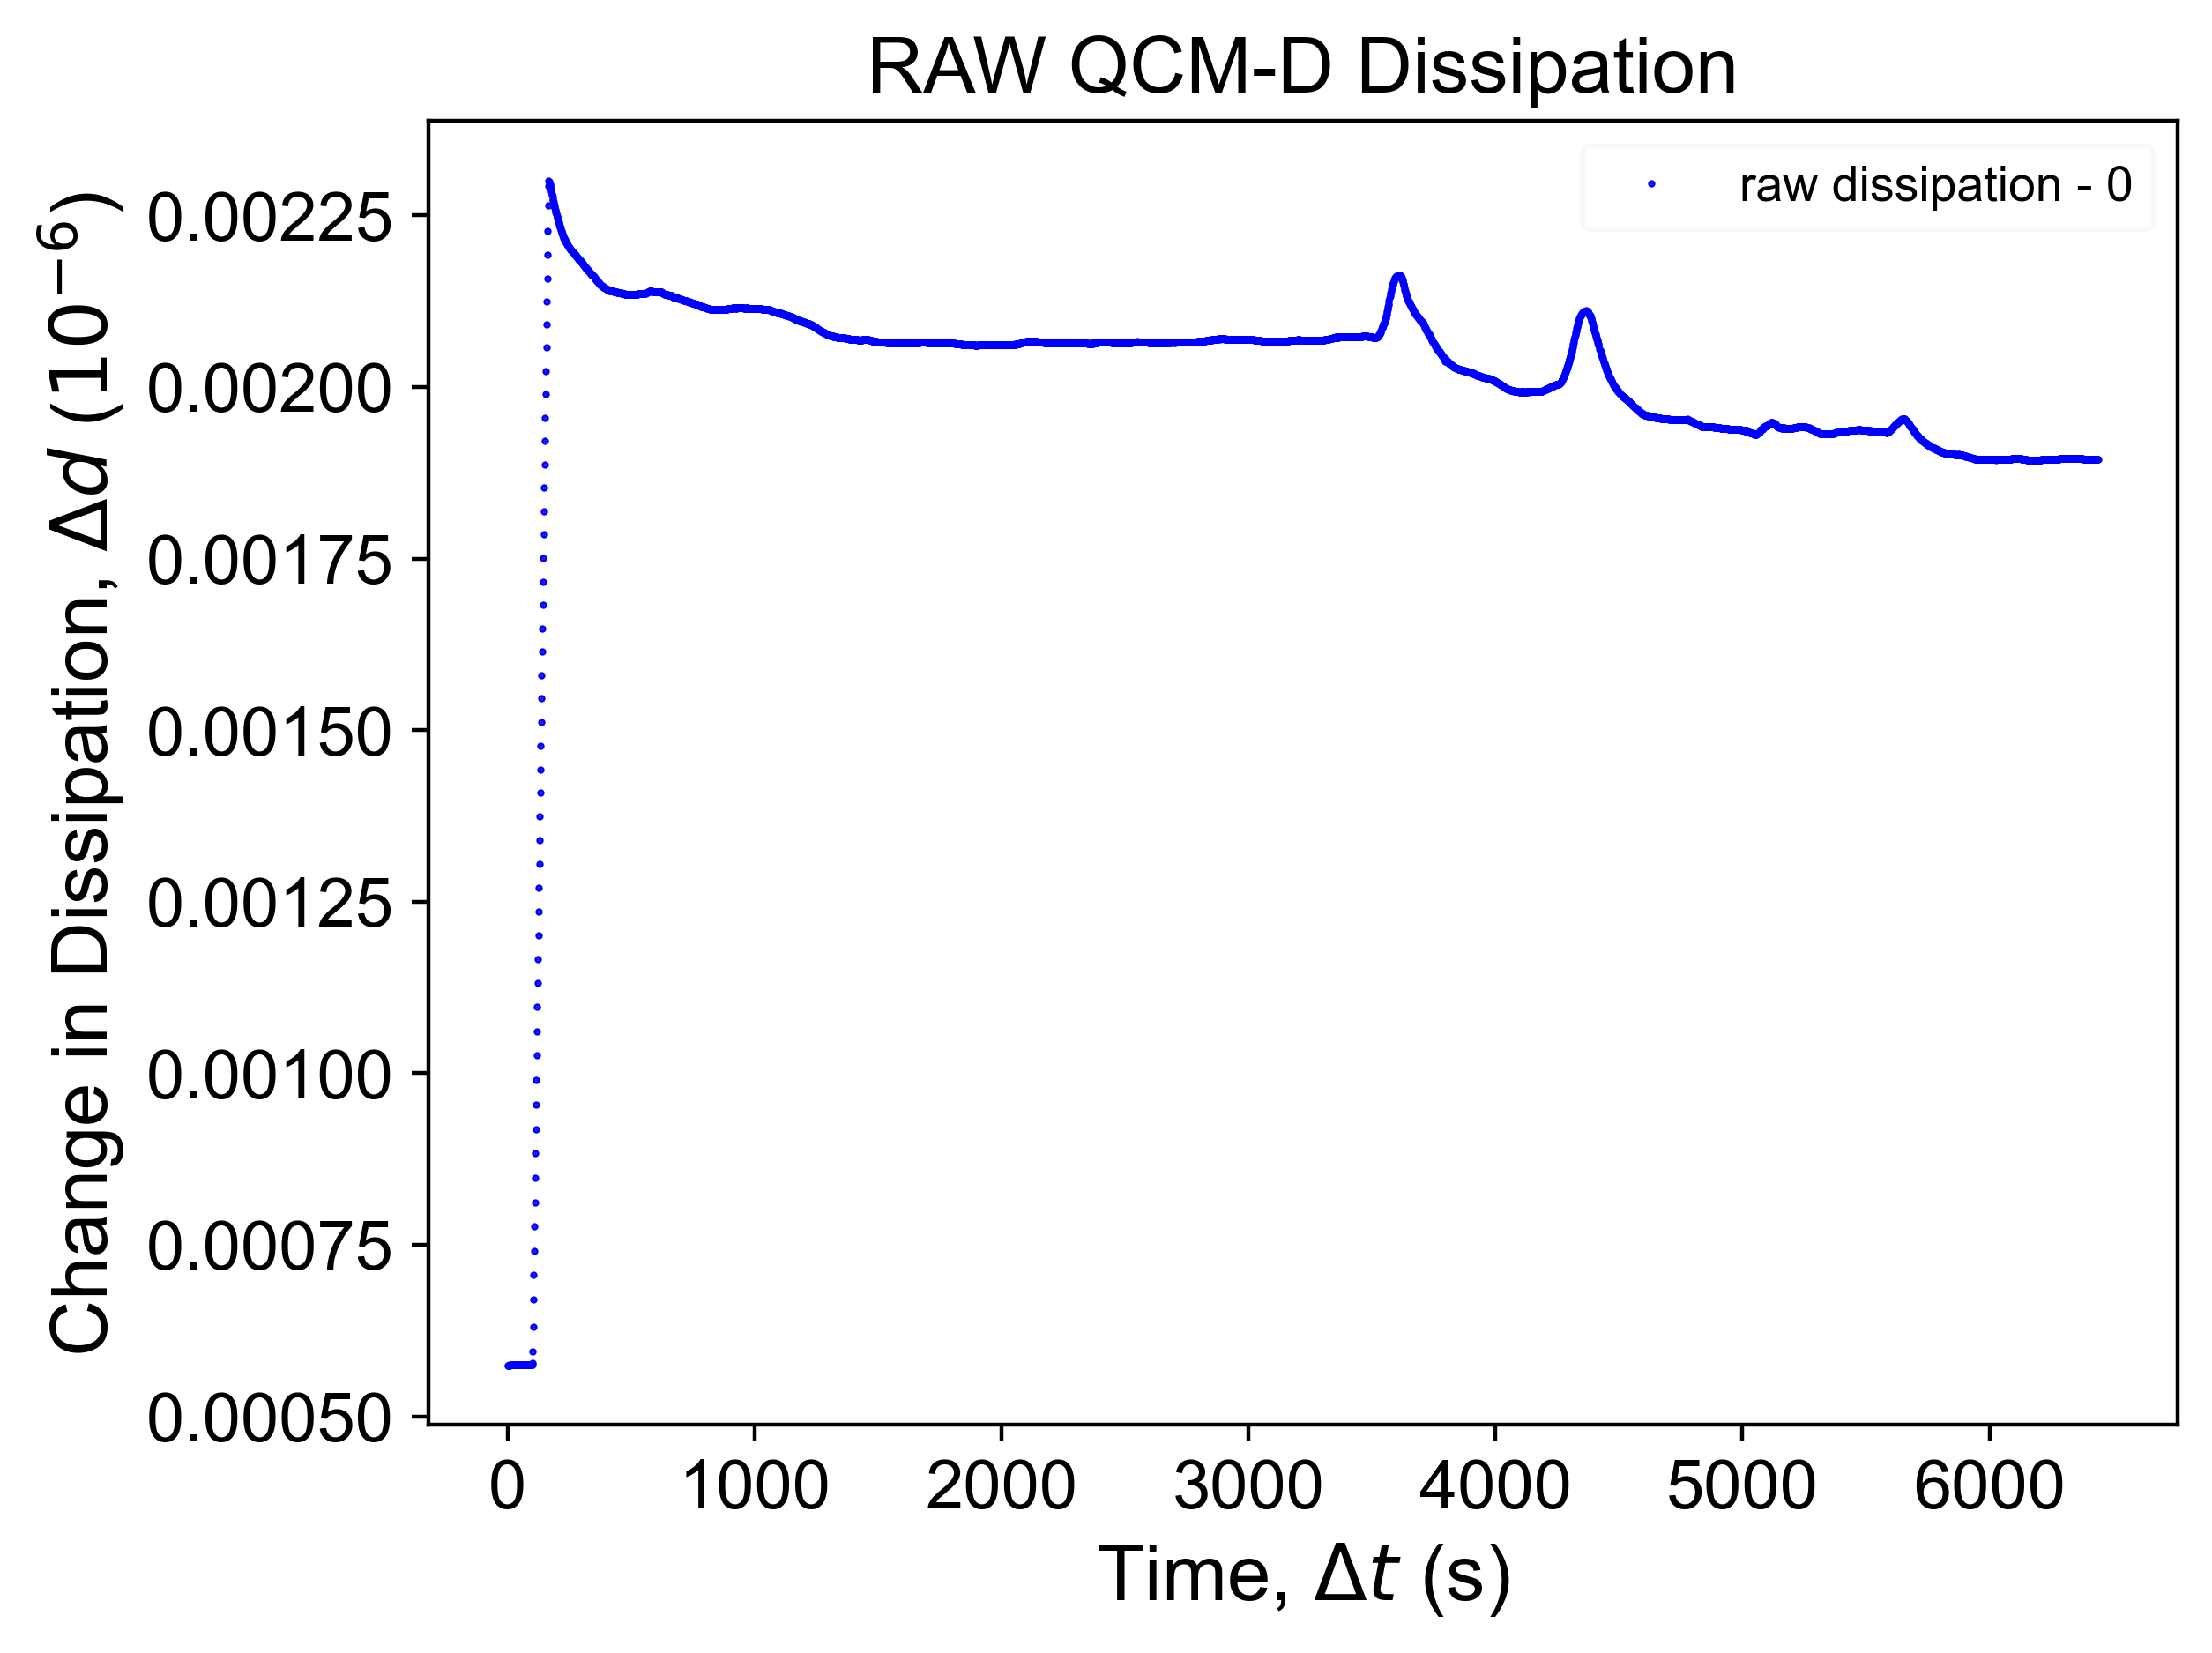 RAW QCM-D Dissipation
raw dissipation - 0
Change in Dissipation, Δd (10⁻⁶)
0.00225
0.00200
0.00175
0.00150
0.00125
0.00100
0.00075
0.00050
0 1000 2000 3000 4000 5000 6000
Time, Δt (s)